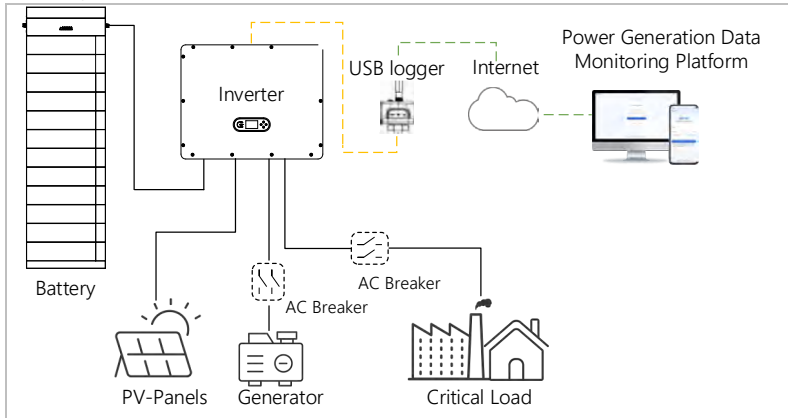 Power Generation Data
Monitoring Platform
USB logger
Internet
Inverter
Battery
AC Breaker
AC Breaker
PV-Panels
Generator
Critical Load